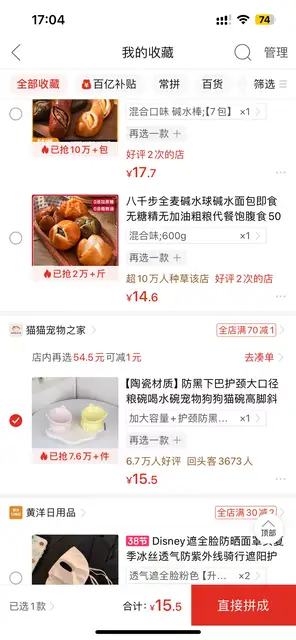 17:04
74
我的收藏
管理
全部收藏
百亿补贴
常拼
百货
筛选
混合口味 碱水棒;【7包】 ×1
已抢10万+包
再选一款
好评2次的店
¥17.7
八千步全麦碱水球碱水面包即食
无糖精无加油粗粮代餐饱腹食50
混合味;600g ×1
再选一款
已抢2万+斤
超10万人种草该店 好评2次的店
¥14.6
猫猫宠物之家
全店满70减1
店内再选54.5元可减1元
去凑单
【陶瓷材质】防黑下巴护颈大口径
粮碗喝水碗宠物狗狗猫碗高脚斜
加大容量+护颈防黑... ×1
再选一款
已抢7.6万+件
6.7万人好评 回头客3673人
¥15.5
黄洋日用品
全店满30减2
顶部
38节 Disney遮全脸防晒面罩女夏
季冰丝透气防紫外线骑行遮阳护
透气遮全脸粉色【升... ×2
已选1款
合计: ¥15.5
直接拼成